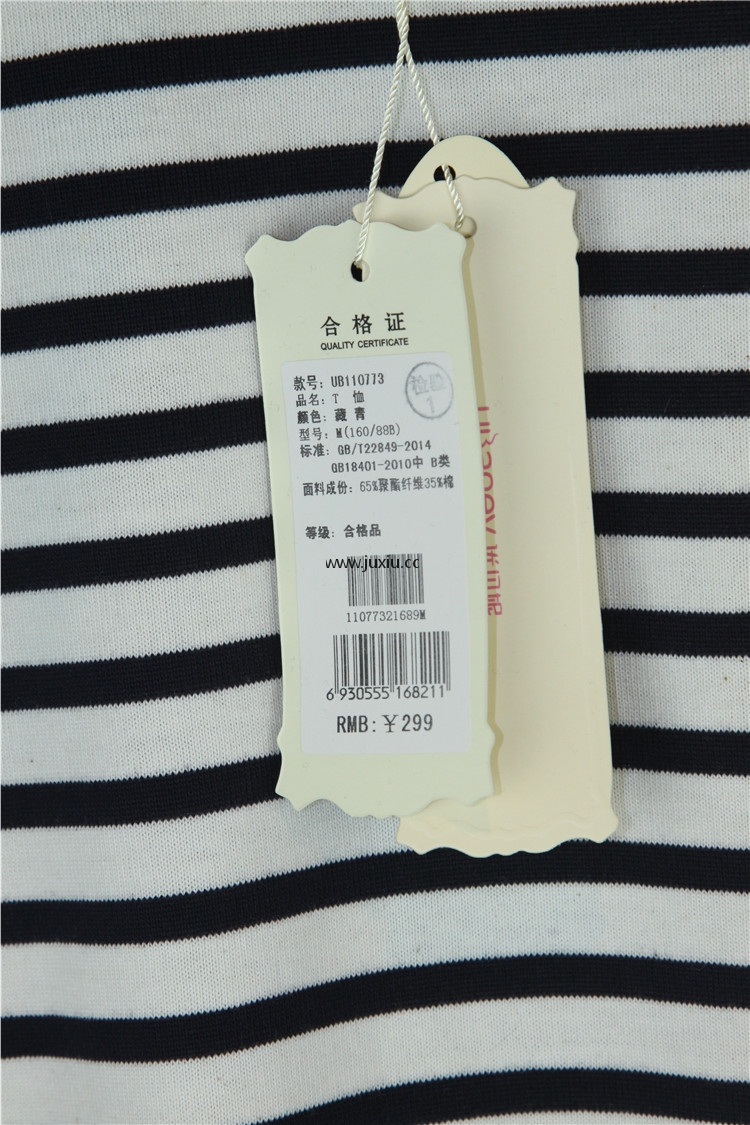 合格证
QUALITY CERTIFICATE
款号: UB110773
品名: T 恤
颜色: 藏 青
型号: M(160/88B)
标准: GB/T22849-2014
GB18401-2010中 B类
面料成份: 65%聚酯纤维35%棉
等级: 合格品
检验
1
www.juxiu.cc
11077321689M
6 930555 168211
RMB: ¥299